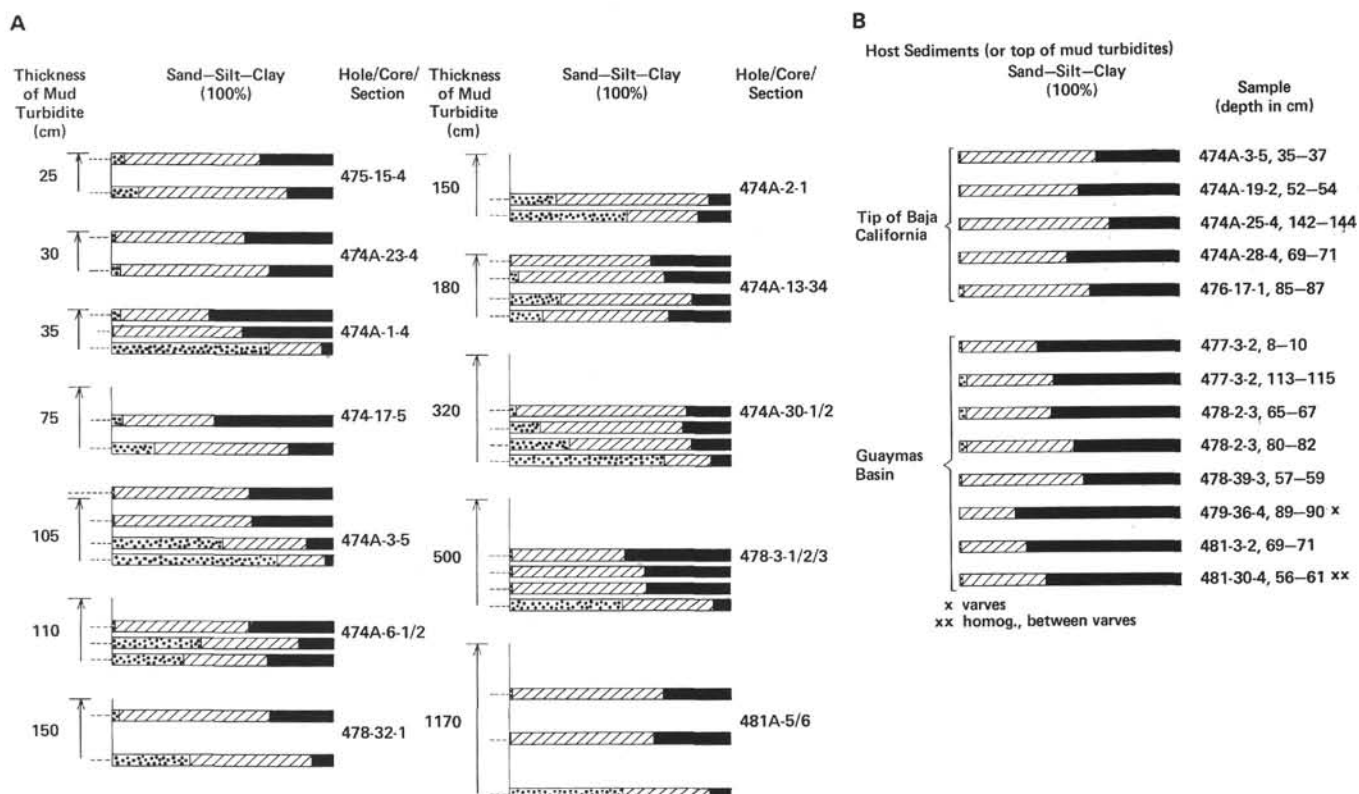 A
Thickness of Mud Turbidite (cm)
Sand—Silt—Clay (100%)
Hole/Core/ Section
25
475-15-4
30
474A-23-4
35
474A-1-4
75
474-17-5
105
474A-3-5
110
474A-6-1/2
150
478-32-1
Thickness of Mud Turbidite (cm)
Sand—Silt—Clay (100%)
Hole/Core/ Section
150
474A-2-1
180
474A-13-34
320
474A-30-1/2
500
478-3-1/2/3
1170
481A-5/6
B
Host Sediments (or top of mud turbidites)
Sand—Silt—Clay (100%)
Sample (depth in cm)
Tip of Baja California
474A-3-5, 35—37
474A-19-2, 52—54
474A-25-4, 142—144
474A-28-4, 69—71
476-17-1, 85—87
Guaymas Basin
477-3-2, 8—10
477-3-2, 113—115
478-2-3, 65—67
478-2-3, 80—82
478-39-3, 57—59
479-36-4, 89—90 x
481-3-2, 69—71
481-30-4, 56—61 xx
x varves
xx homog., between varves